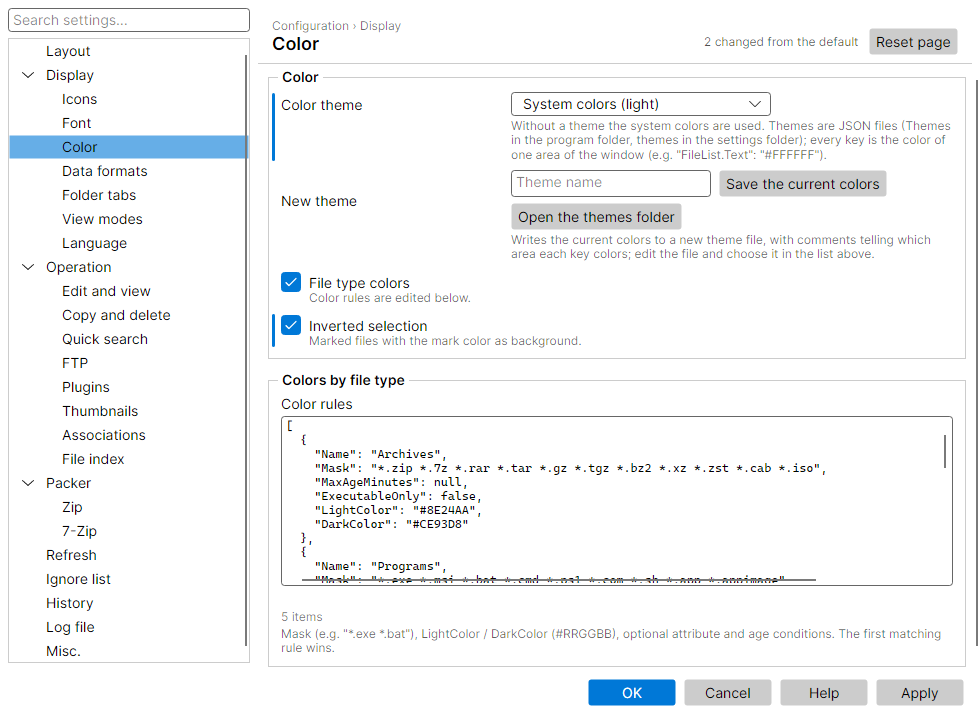 Search settings...
Layout
Display
Icons
Font
Color
Data formats
Folder tabs
View modes
Language
Operation
Edit and view
Copy and delete
Quick search
FTP
Plugins
Thumbnails
Associations
File index
Packer
Zip
7-Zip
Refresh
Ignore list
History
Log file
Misc.
Configuration › Display
Color
2 changed from the default
Reset page
Color
Color theme
System colors (light)
Without a theme the system colors are used. Themes are JSON files (Themes
in the program folder, themes in the settings folder); every key is the color of
one area of the window (e.g. "FileList.Text": "#FFFFFF").
New theme
Theme name
Save the current colors
Open the themes folder
Writes the current colors to a new theme file, with comments telling which
area each key colors; edit the file and choose it in the list above.
File type colors
Color rules are edited below.
Inverted selection
Marked files with the mark color as background.
Colors by file type
Color rules
[
{
"Name": "Archives",
"Mask": "*.zip *.7z *.rar *.tar *.gz *.tgz *.bz2 *.xz *.zst *.cab *.iso",
"MaxAgeMinutes": null,
"ExecutableOnly": false,
"LightColor": "#8E24AA",
"DarkColor": "#CE93D8"
},
{
"Name": "Programs",
"Mask": "*.exe *.msi *.bat *.cmd *.ps1 *.com *.sh *.app *.appimage"
5 items
Mask (e.g. "*.exe *.bat"), LightColor / DarkColor (#RRGGBB), optional attribute and age conditions. The first matching
rule wins.
OK
Cancel
Help
Apply